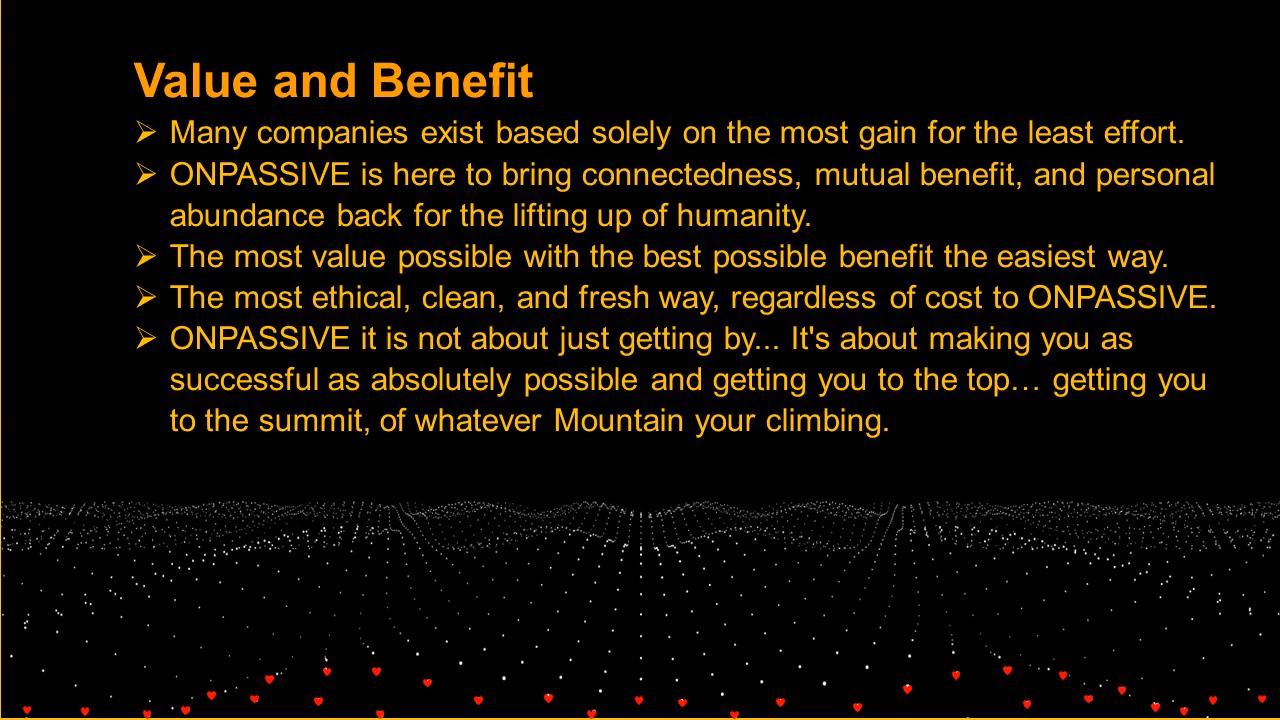 Value and Benefit
➢ Many companies exist based solely on the most gain for the least effort.
➢ ONPASSIVE is here to bring connectedness, mutual benefit, and personal
abundance back for the lifting up of humanity.
➢ The most value possible with the best possible benefit the easiest way.
➢ The most ethical, clean, and fresh way, regardless of cost to ONPASSIVE.
➢ ONPASSIVE it is not about just getting by... It's about making you as
successful as absolutely possible and getting you to the top… getting you
to the summit, of whatever Mountain your climbing.